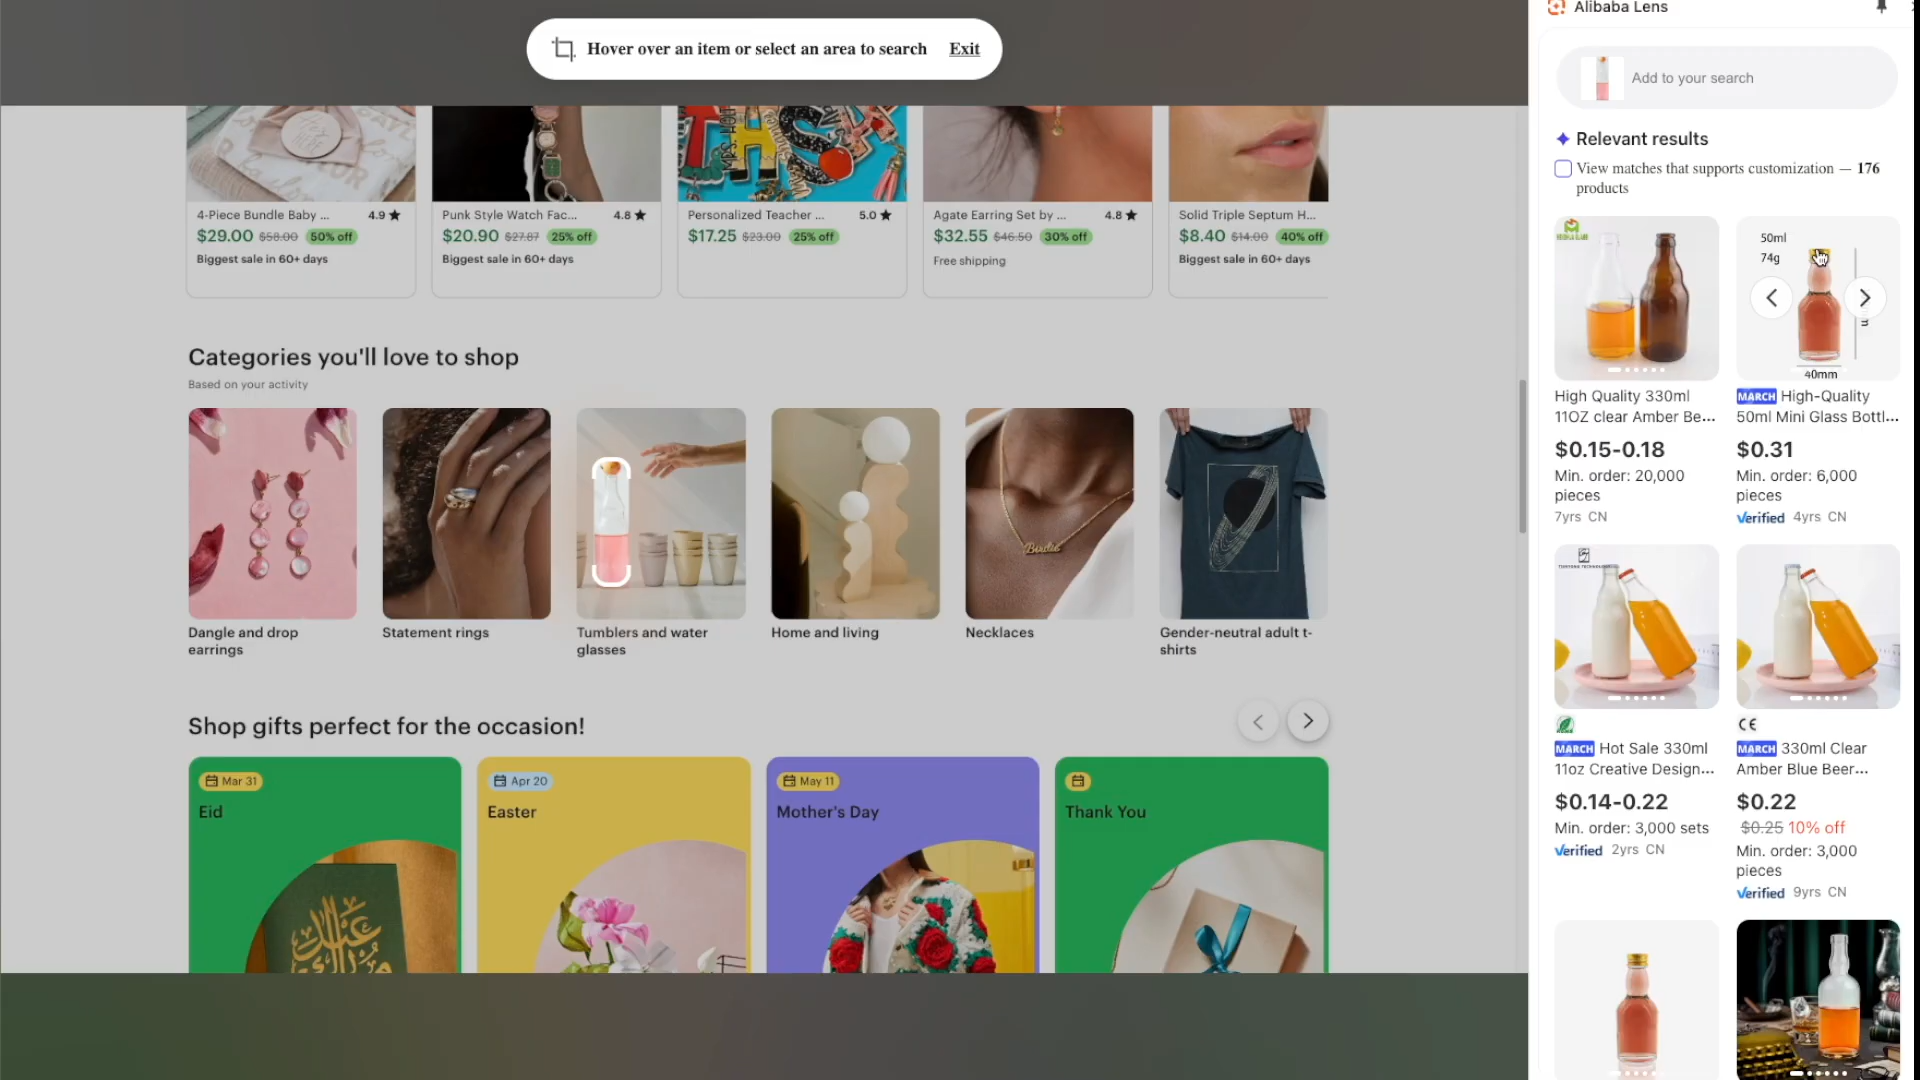 Hover over an item or select an area to search Exit
4-Piece Bundle Baby ... 4.9 ★
$29.00 $58.00 50% off
Biggest sale in 60+ days
Punk Style Watch Fac... 4.8 ★
$20.90 $27.87 25% off
Biggest sale in 60+ days
Personalized Teacher ... 5.0 ★
$17.25 $23.00 25% off
Agate Earring Set by ... 4.8 ★
$32.55 $46.50 30% off
Free shipping
Solid Triple Septum H...
$8.40 $14.00 40% off
Biggest sale in 60+ days
Categories you'll love to shop
Based on your activity
Birdie
Dangle and drop
earrings
Statement rings
Tumblers and water
glasses
Home and living
Necklaces
Gender-neutral adult t-
shirts
Shop gifts perfect for the occasion!
Mar 31
Eid
Apr 20
Easter
May 11
Mother's Day
Thank You
Alibaba Lens
Add to your search
Relevant results
View matches that supports customization — 176
products
50ml
74g
40mm
High Quality 330ml
11OZ clear Amber Be...
$0.15-0.18
Min. order: 20,000
pieces
7yrs CN
MARCH High-Quality
50ml Mini Glass Bottl...
$0.31
Min. order: 6,000
pieces
Verified 4yrs CN
MARCH Hot Sale 330ml
11oz Creative Design...
$0.14-0.22
Min. order: 3,000 sets
Verified 2yrs CN
CE
MARCH 330ml Clear
Amber Blue Beer...
$0.22
$0.25 10% off
Min. order: 3,000
pieces
Verified 9yrs CN